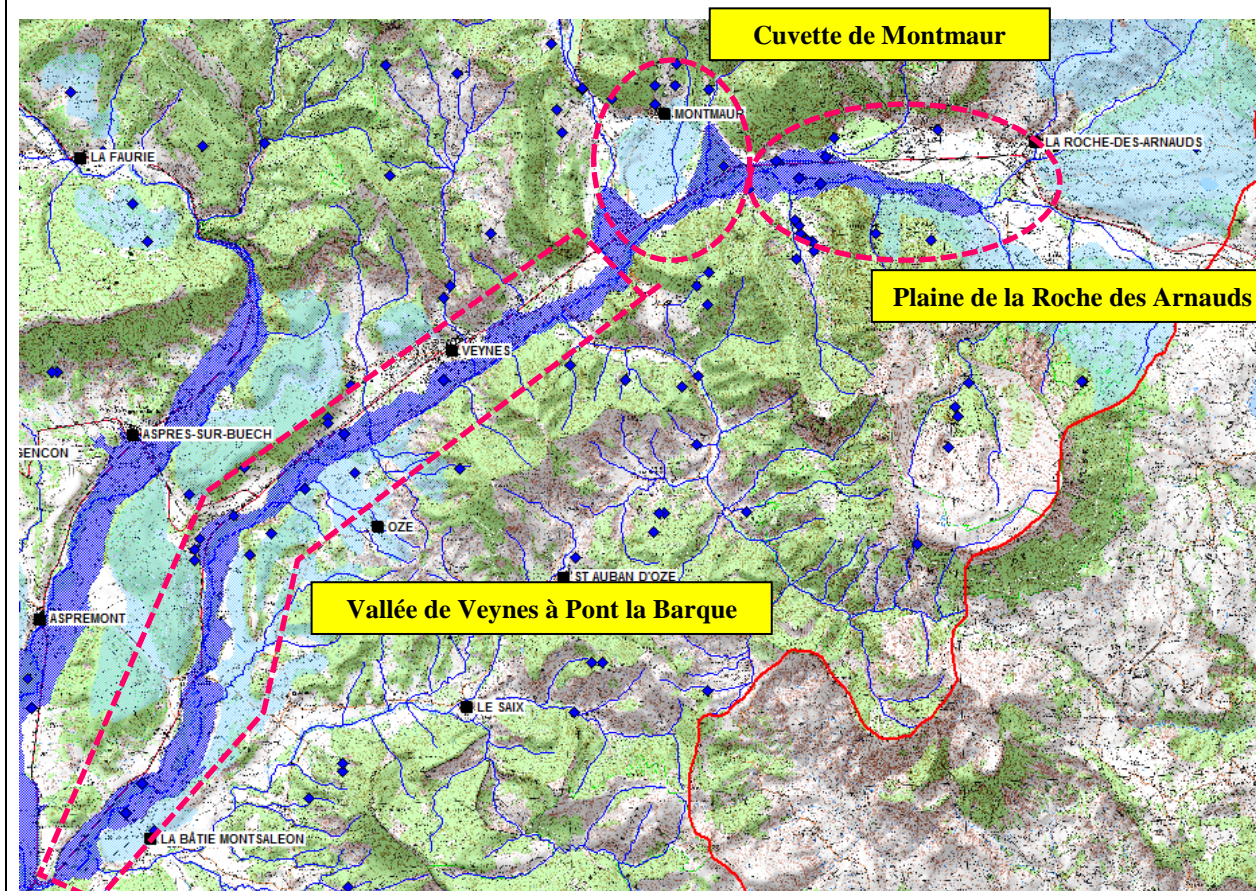 Cuvette de Montmaur
MONTMAUR
LA ROCHE-DES-ARNAUDS
LA FAURIE
Plaine de la Roche des Arnauds
VEYNES
ASPRES-SUR-BUECH
OZE
ST AUBAN D'OZE
Vallée de Veynes à Pont la Barque
ASPREMONT
LE SAIX
LA BÂTIE MONTSALEON